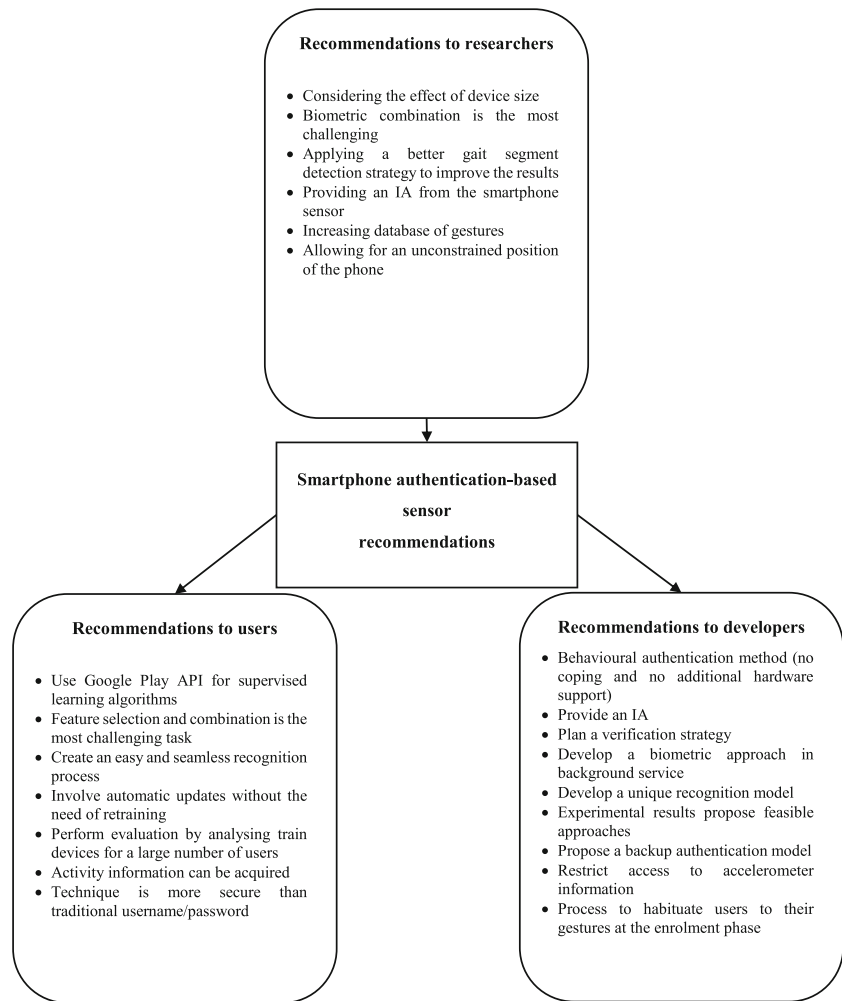 Recommendations to researchers
• Considering the effect of device size
• Biometric combination is the most
challenging
• Applying a better gait segment
detection strategy to improve the results
• Providing an IA from the smartphone
sensor
• Increasing database of gestures
• Allowing for an unconstrained position
of the phone
Smartphone authentication-based
sensor
recommendations
Recommendations to users
• Use Google Play API for supervised
learning algorithms
• Feature selection and combination is the
most challenging task
• Create an easy and seamless recognition
process
• Involve automatic updates without the
need of retraining
• Perform evaluation by analysing train
devices for a large number of users
• Activity information can be acquired
• Technique is more secure than
traditional username/password
Recommendations to developers
• Behavioural authentication method (no
coping and no additional hardware
support)
• Provide an IA
• Plan a verification strategy
• Develop a biometric approach in
background service
• Develop a unique recognition model
• Experimental results propose feasible
approaches
• Propose a backup authentication model
• Restrict access to accelerometer
information
• Process to habituate users to their
gestures at the enrolment phase